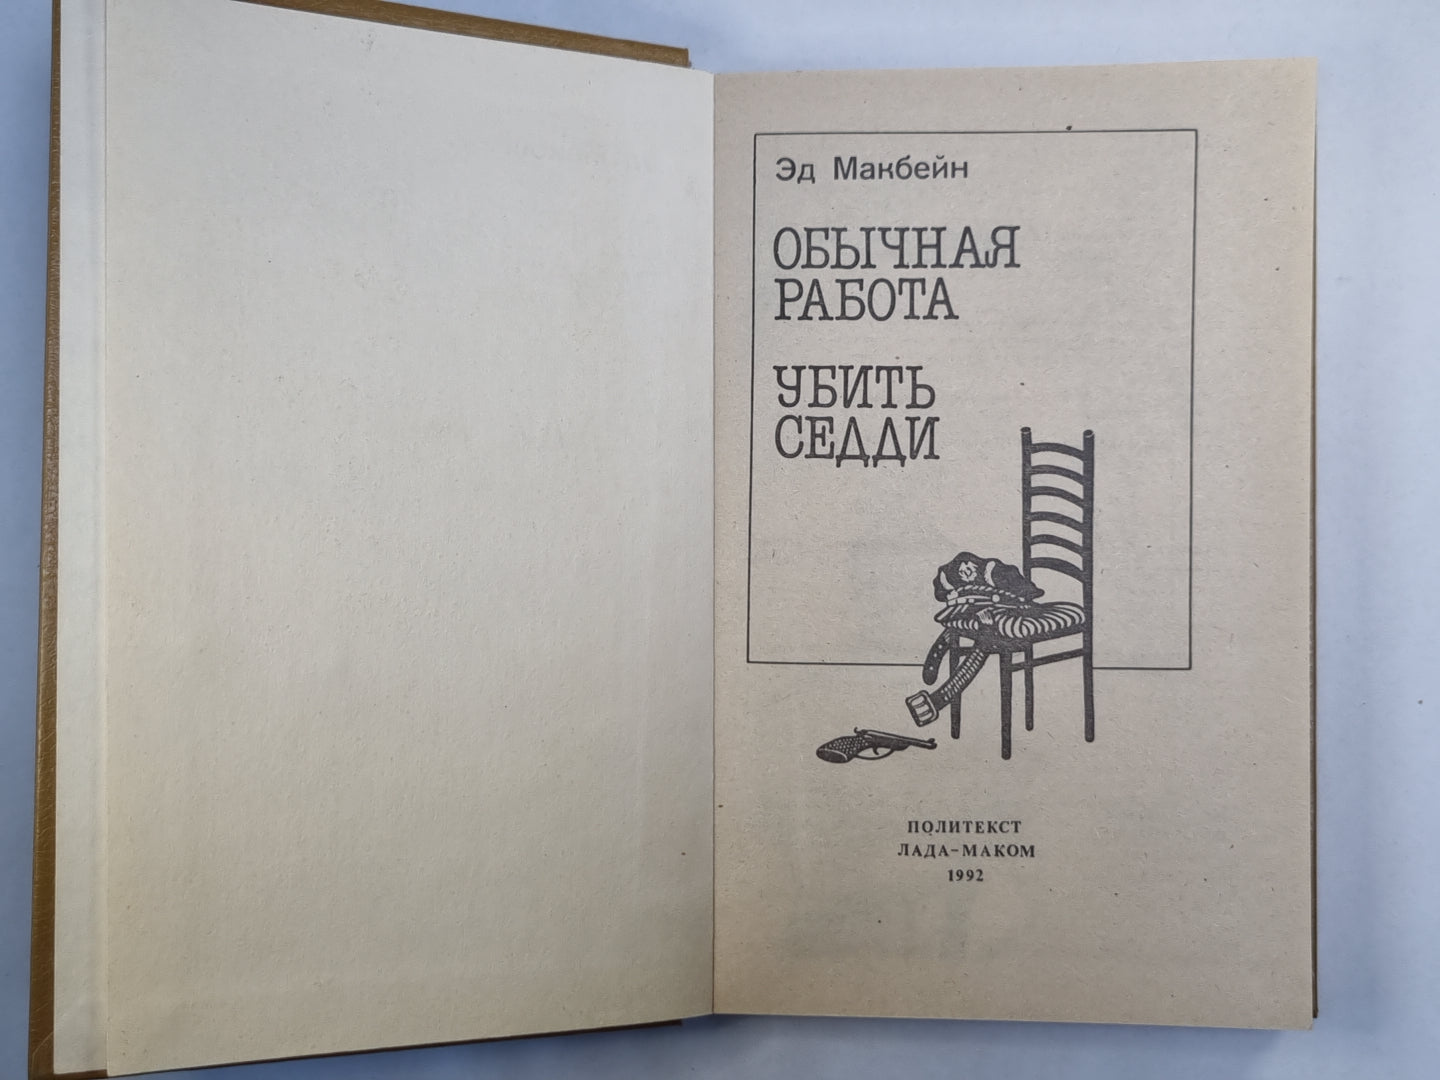 Эд Макбейн
ОБЫЧНАЯ
РАБОТА
УБИТЬ
СЕДДИ
ПОЛИТЕКСТ
ЛАДА-МАКОМ
1992